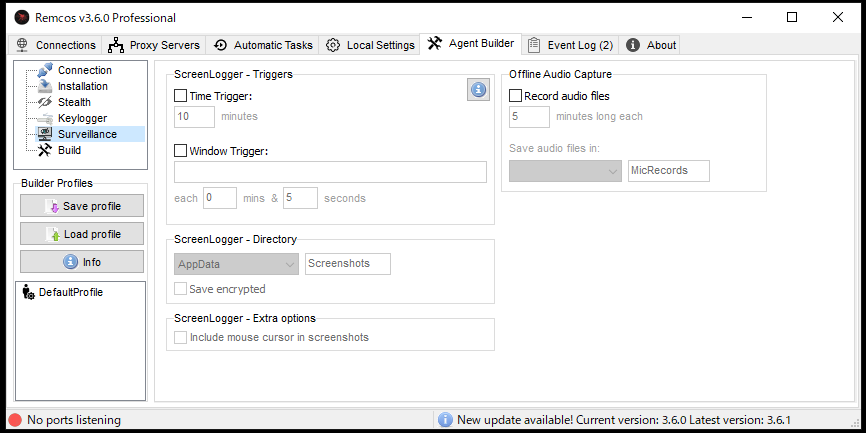 Remcos v3.6.0 Professional
Connections
Proxy Servers
Automatic Tasks
Local Settings
Agent Builder
Event Log (2)
About
Connection
Installation
Stealth
Keylogger
Surveillance
Build
Builder Profiles
Save profile
Load profile
Info
DefaultProfile
ScreenLogger - Triggers
Time Trigger:
10 minutes
Window Trigger:
each 0 mins & 5 seconds
ScreenLogger - Directory
AppData Screenshots
Save encrypted
ScreenLogger - Extra options
Include mouse cursor in screenshots
Offline Audio Capture
Record audio files
5 minutes long each
Save audio files in:
MicRecords
No ports listening
New update available! Current version: 3.6.0 Latest version: 3.6.1